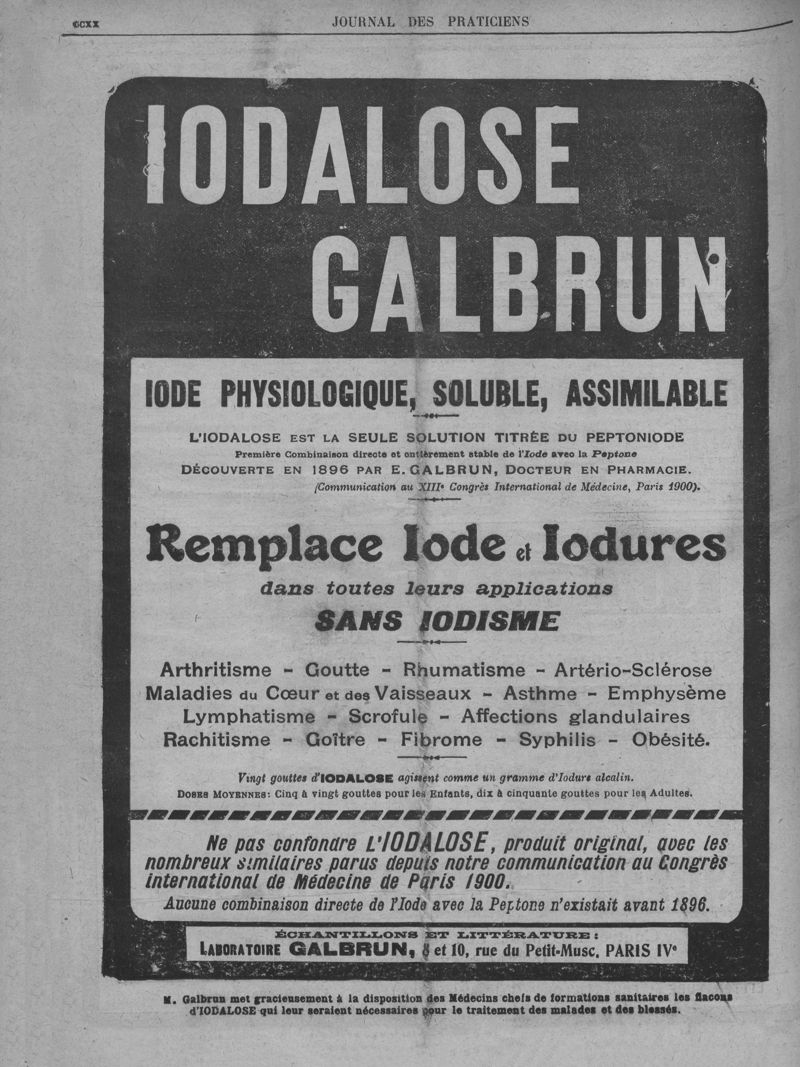 CCXX
JOURNAL DES PRATICIENS
IODALOSE
GALBRUN
IODE PHYSIOLOGIQUE, SOLUBLE, ASSIMILABLE
L'IODALOSE EST LA SEULE SOLUTION TITRÉE DU PEPTONIODE
Première Combinaison directe et entièrement stable de l'Iode avec la Peptone
DÉCOUVERTE EN 1896 PAR E. GALBRUN, DOCTEUR EN PHARMACIE.
(Communication au XIIIe Congrès International de Médecine, Paris 1900).
Remplace Iode et Iodures
dans toutes leurs applications
SANS IODISME
Arthritisme - Goutte - Rhumatisme - Artério-Sclérose
Maladies du Cœur et des Vaisseaux - Asthme - Emphysème
Lymphatisme - Scrofule - Affections glandulaires
Rachitisme - Goître - Fibrome - Syphilis - Obésité.
Vingt gouttes d'IODALOSE agissent comme un gramme d'Iodure alcalin.
DOSES MOYENNES: Cinq à vingt gouttes pour les Enfants, dix à cinquante gouttes pour les Adultes.
Ne pas confondre L'IODALOSE, produit original, avec les
nombreux similaires parus depuis notre communication au Congrès
international de Médecine de Paris 1900.
Aucune combinaison directe de l'Iode avec la Peptone n'existait avant 1896.
ÉCHANTILLONS ET LITTÉRATURE:
LABORATOIRE GALBRUN, 8 et 10, rue du Petit-Musc, PARIS IVe
M. Galbrun met gracieusement à la disposition des Médecins chefs de formations sanitaires les flacons
d'IODALOSE qui leur seraient nécessaires pour le traitement des malades et des blessés.